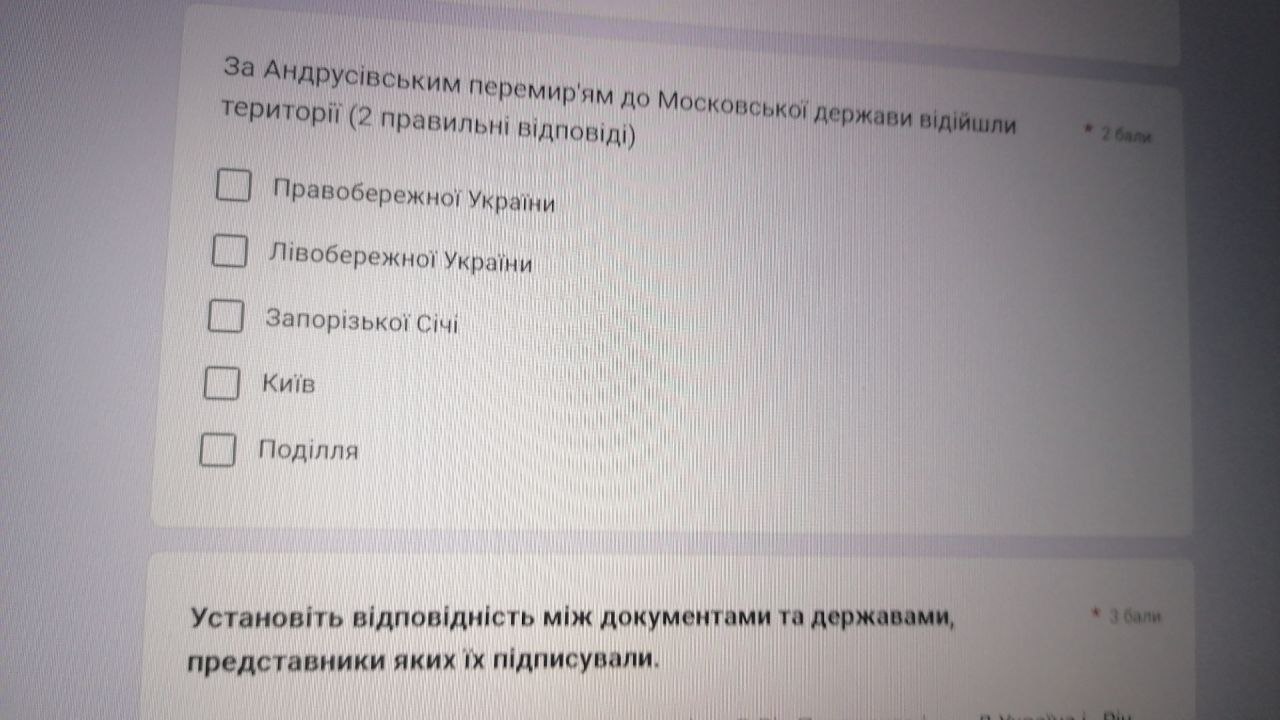 За Андрусівським перемир'ям до Московської держави відійшли
території (2 правильні відповіді)
* 2 бали
Правобережної України
Лівобережної України
Запорізької Січі
Київ
Поділля
Установіть відповідність між документами та державами,
представники яких їх підписували.
* 3 бали